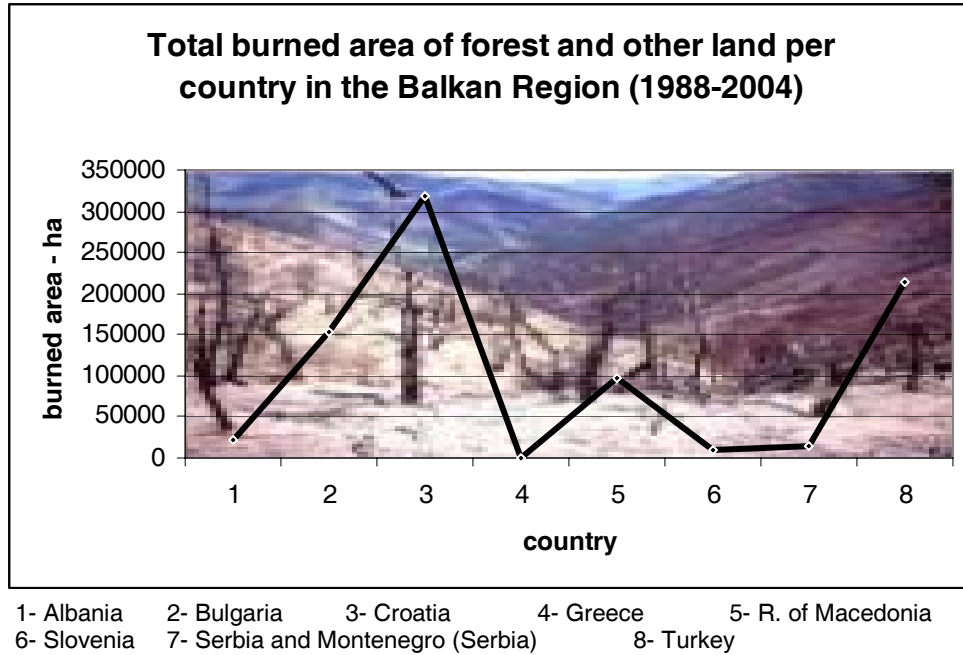 Total burned area of forest and other land per
country in the Balkan Region (1988-2004)
350000
300000
250000
200000
150000
100000
50000
0
burned area - ha
1 2 3 4 5 6 7 8
country
1- Albania 2- Bulgaria 3- Croatia 4- Greece 5- R. of Macedonia
6- Slovenia 7- Serbia and Montenegro (Serbia) 8- Turkey